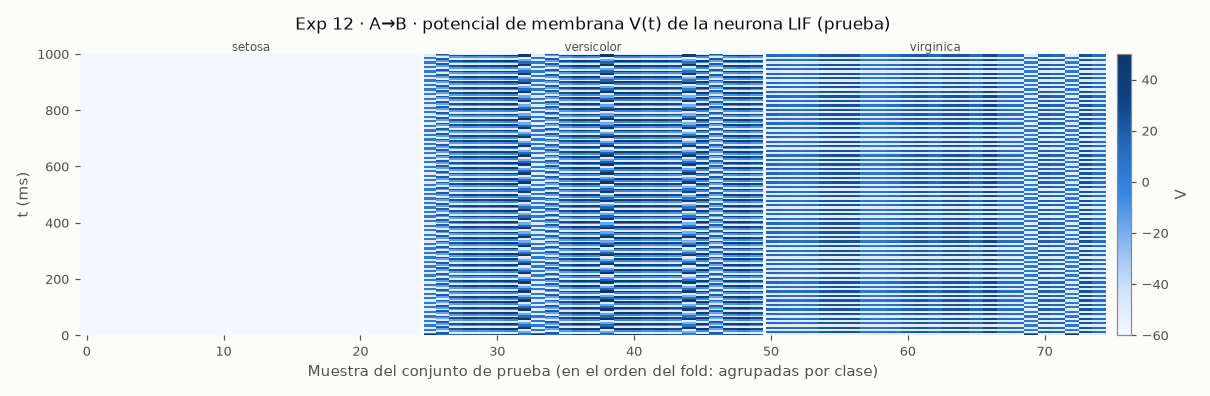 Exp 12 · A→B · potencial de membrana V(t) de la neurona LIF (prueba)
setosa versicolor virginica
1000
800
600
400
200
0
t (ms)
0 10 20 30 40 50 60 70
Muestra del conjunto de prueba (en el orden del fold: agrupadas por clase)
40
20
0
−20
−40
−60
V